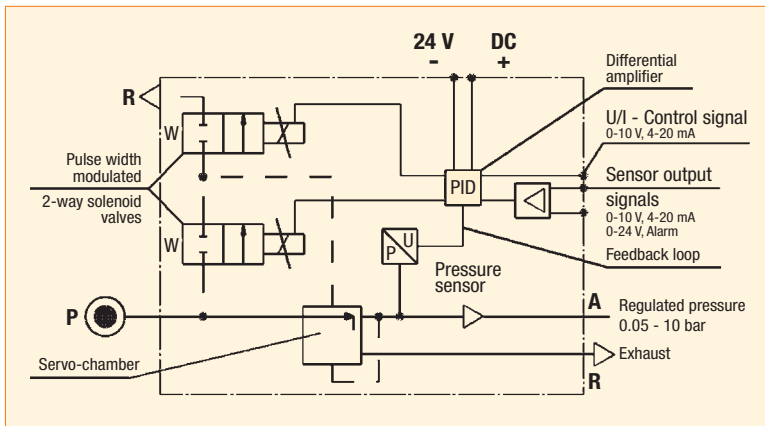 24 V DC
- +
Differential
amplifier
R
U/I - Control signal
0-10 V, 4-20 mA
W
Pulse width
modulated
2-way solenoid
valves
PID
Sensor output
signals
0-10 V, 4-20 mA
0-24 V, Alarm
W
U
P
Feedback loop
Pressure
sensor
P
A
Regulated pressure
0.05 - 10 bar
Servo-chamber
Exhaust
R